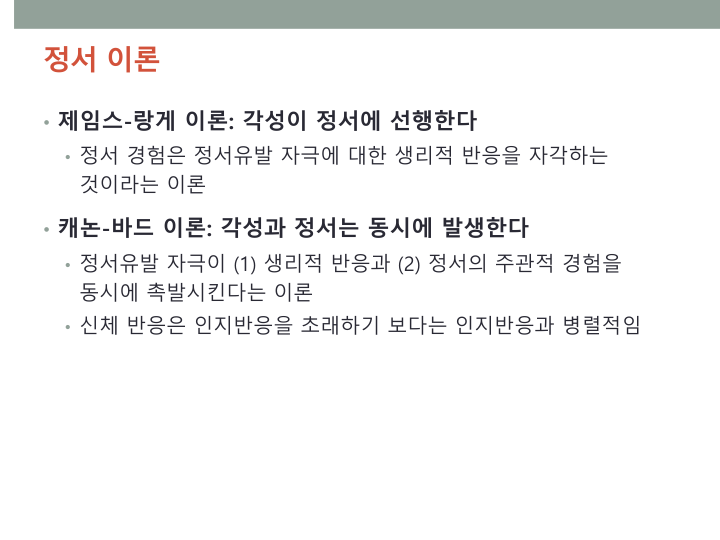 정서 이론
• 제임스-랑게 이론: 각성이 정서에 선행한다
• 정서 경험은 정서유발 자극에 대한 생리적 반응을 자각하는
것이라는 이론
• 캐논-바드 이론: 각성과 정서는 동시에 발생한다
• 정서유발 자극이 (1) 생리적 반응과 (2) 정서의 주관적 경험을
동시에 촉발시킨다는 이론
• 신체 반응은 인지반응을 초래하기 보다는 인지반응과 병렬적임